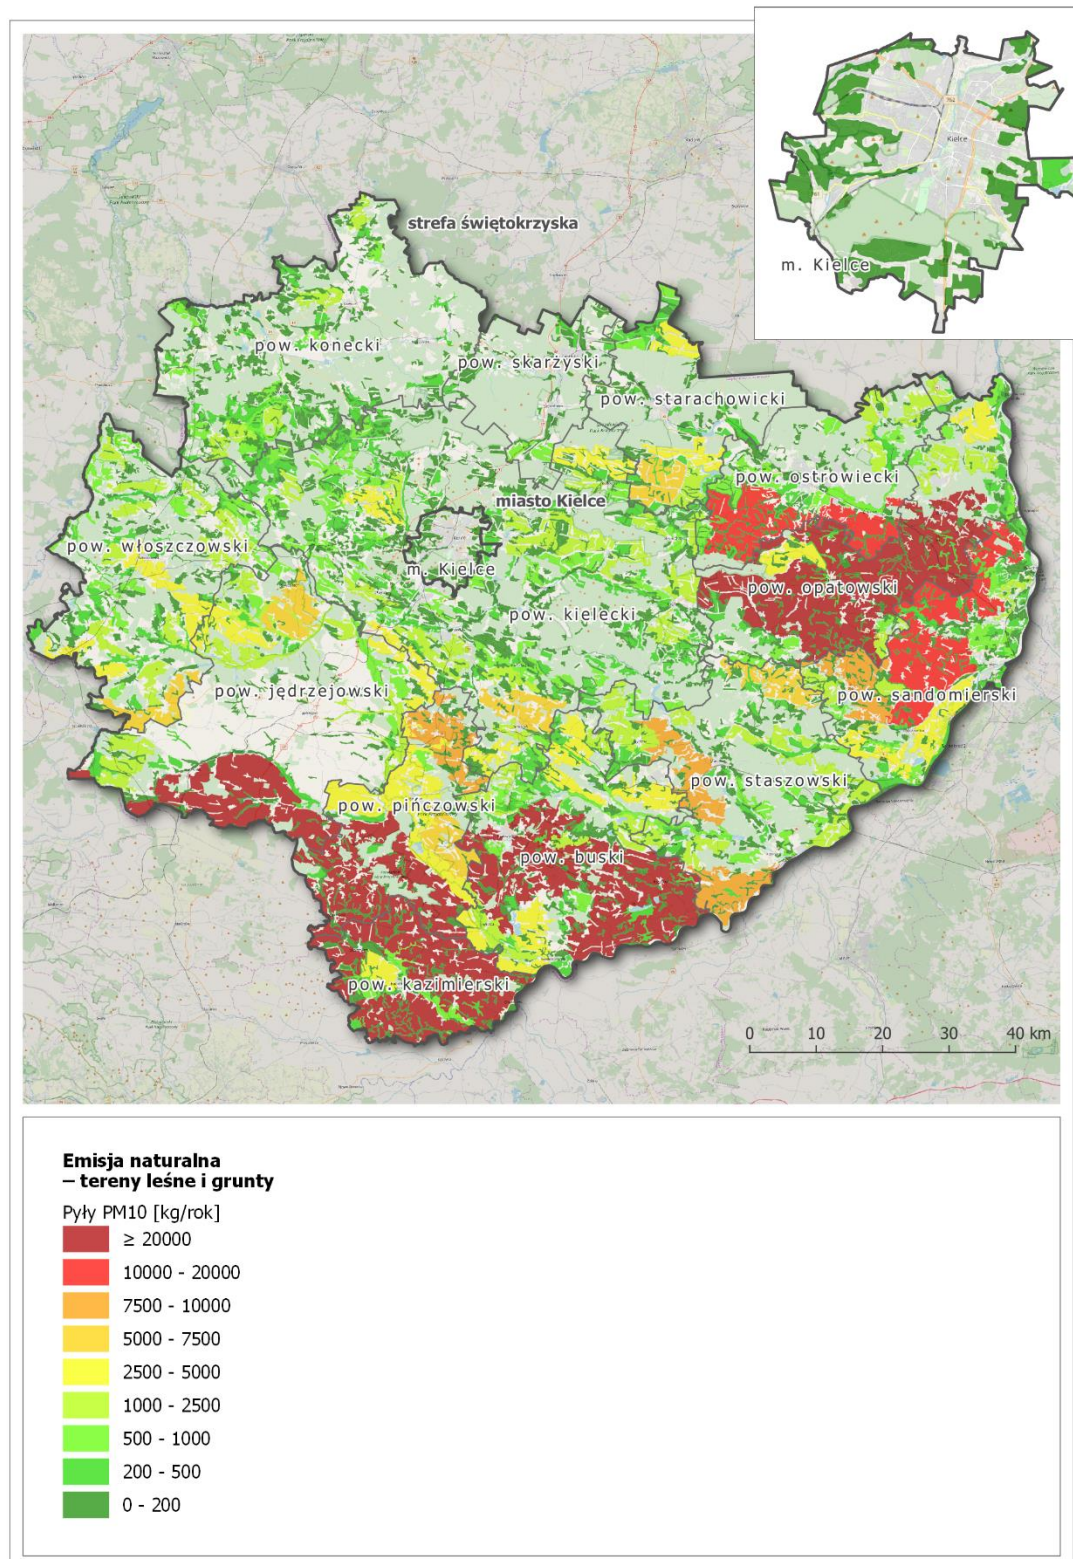 Kielce
m. Kielce
strefa świętokrzyska
pow. konecki
pow. skarżyski
pow. starachowicki
pow. ostrowiecki
miasto Kielce
pow. włoszczowski
m. Kielce
pow. opatowski
pow. kielecki
pow. jędrzejowski
pow. sandomierski
pow. staszowski
pow. pińczowski
pow. buski
pow. kazimierski
0 10 20 30 40 km
Emisja naturalna
– tereny leśne i grunty
Pyły PM10 [kg/rok]
≥ 20000
10000 - 20000
7500 - 10000
5000 - 7500
2500 - 5000
1000 - 2500
500 - 1000
200 - 500
0 - 200